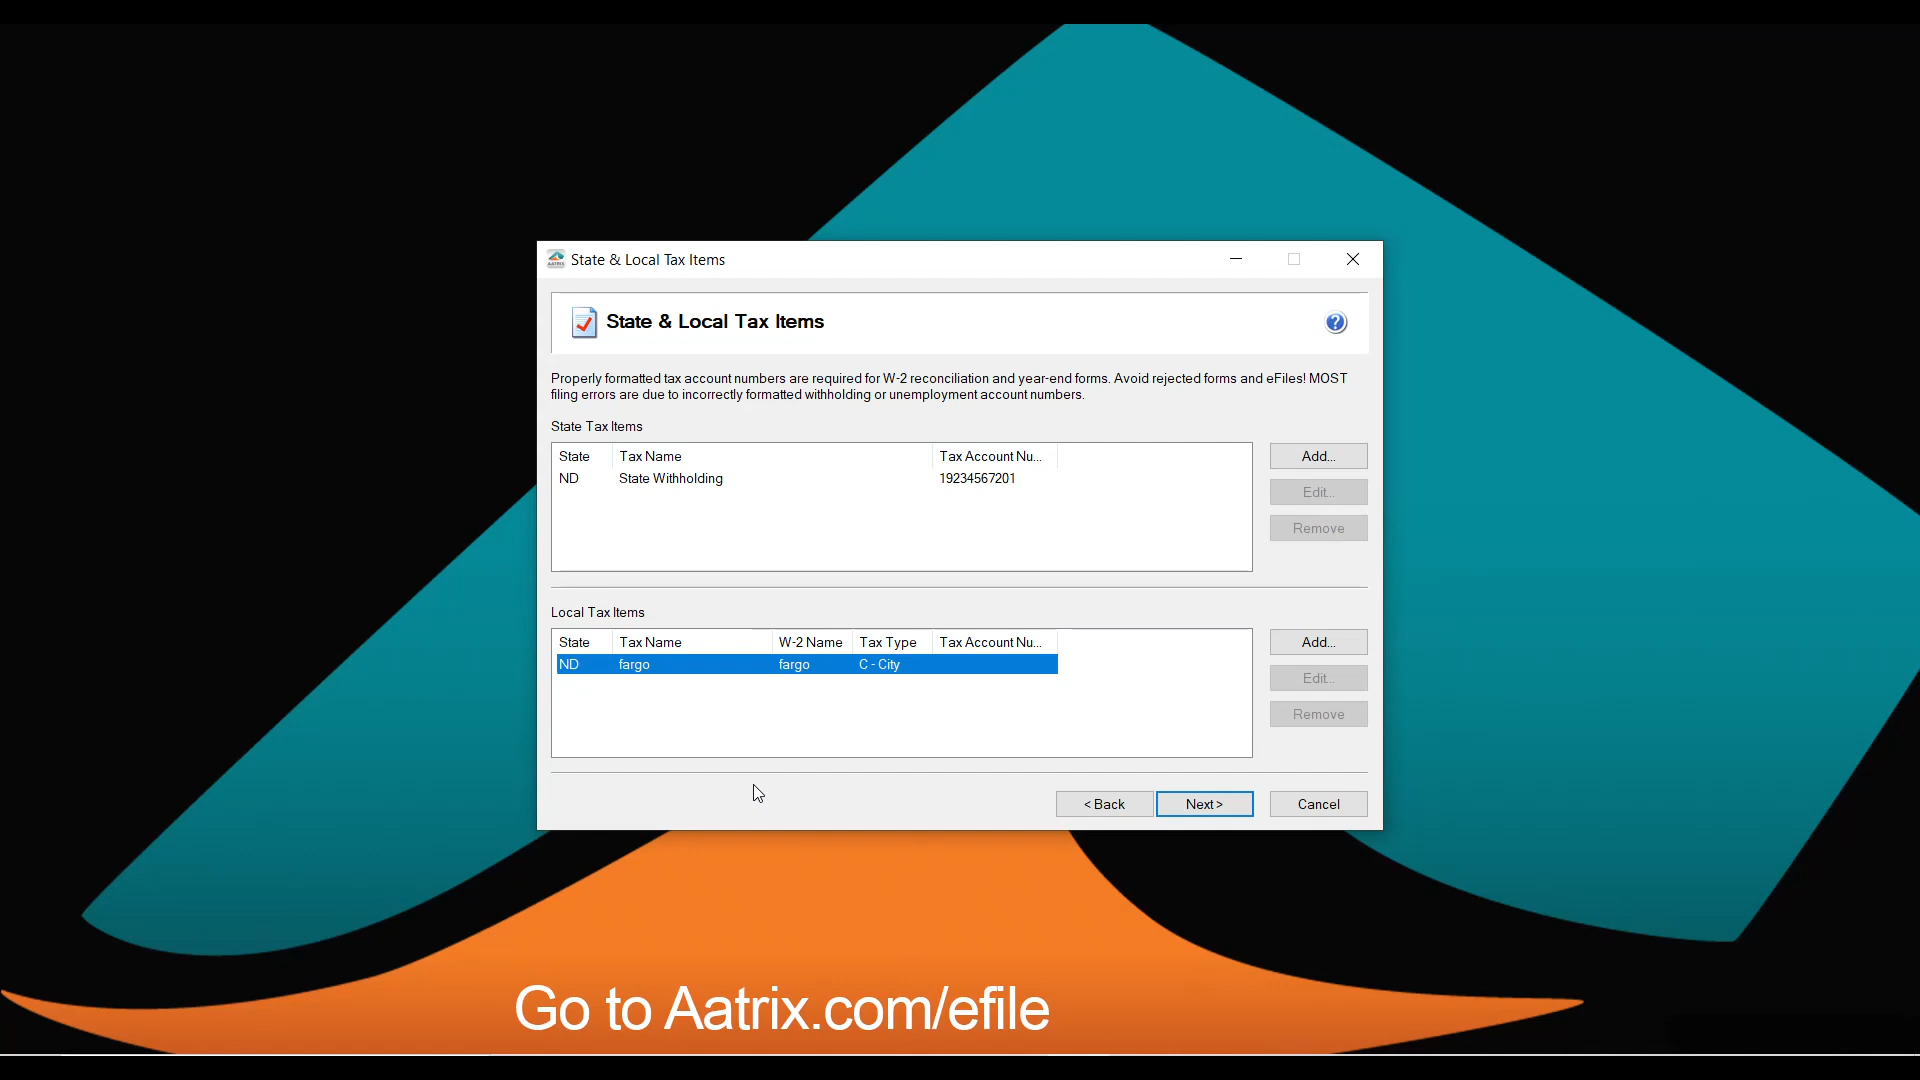 State & Local Tax Items
State & Local Tax Items
Properly formatted tax account numbers are required for W-2 reconciliation and year-end forms. Avoid rejected forms and eFiles! MOST
filing errors are due to incorrectly formatted withholding or unemployment account numbers.
State Tax Items
State Tax Name Tax Account Nu...
ND State Withholding 19234567201
Add...
Edit...
Remove
Local Tax Items
State Tax Name W-2 Name Tax Type Tax Account Nu...
ND fargo fargo C - City
Add...
Edit...
Remove
< Back Next > Cancel
Go to Aatrix.com/efile